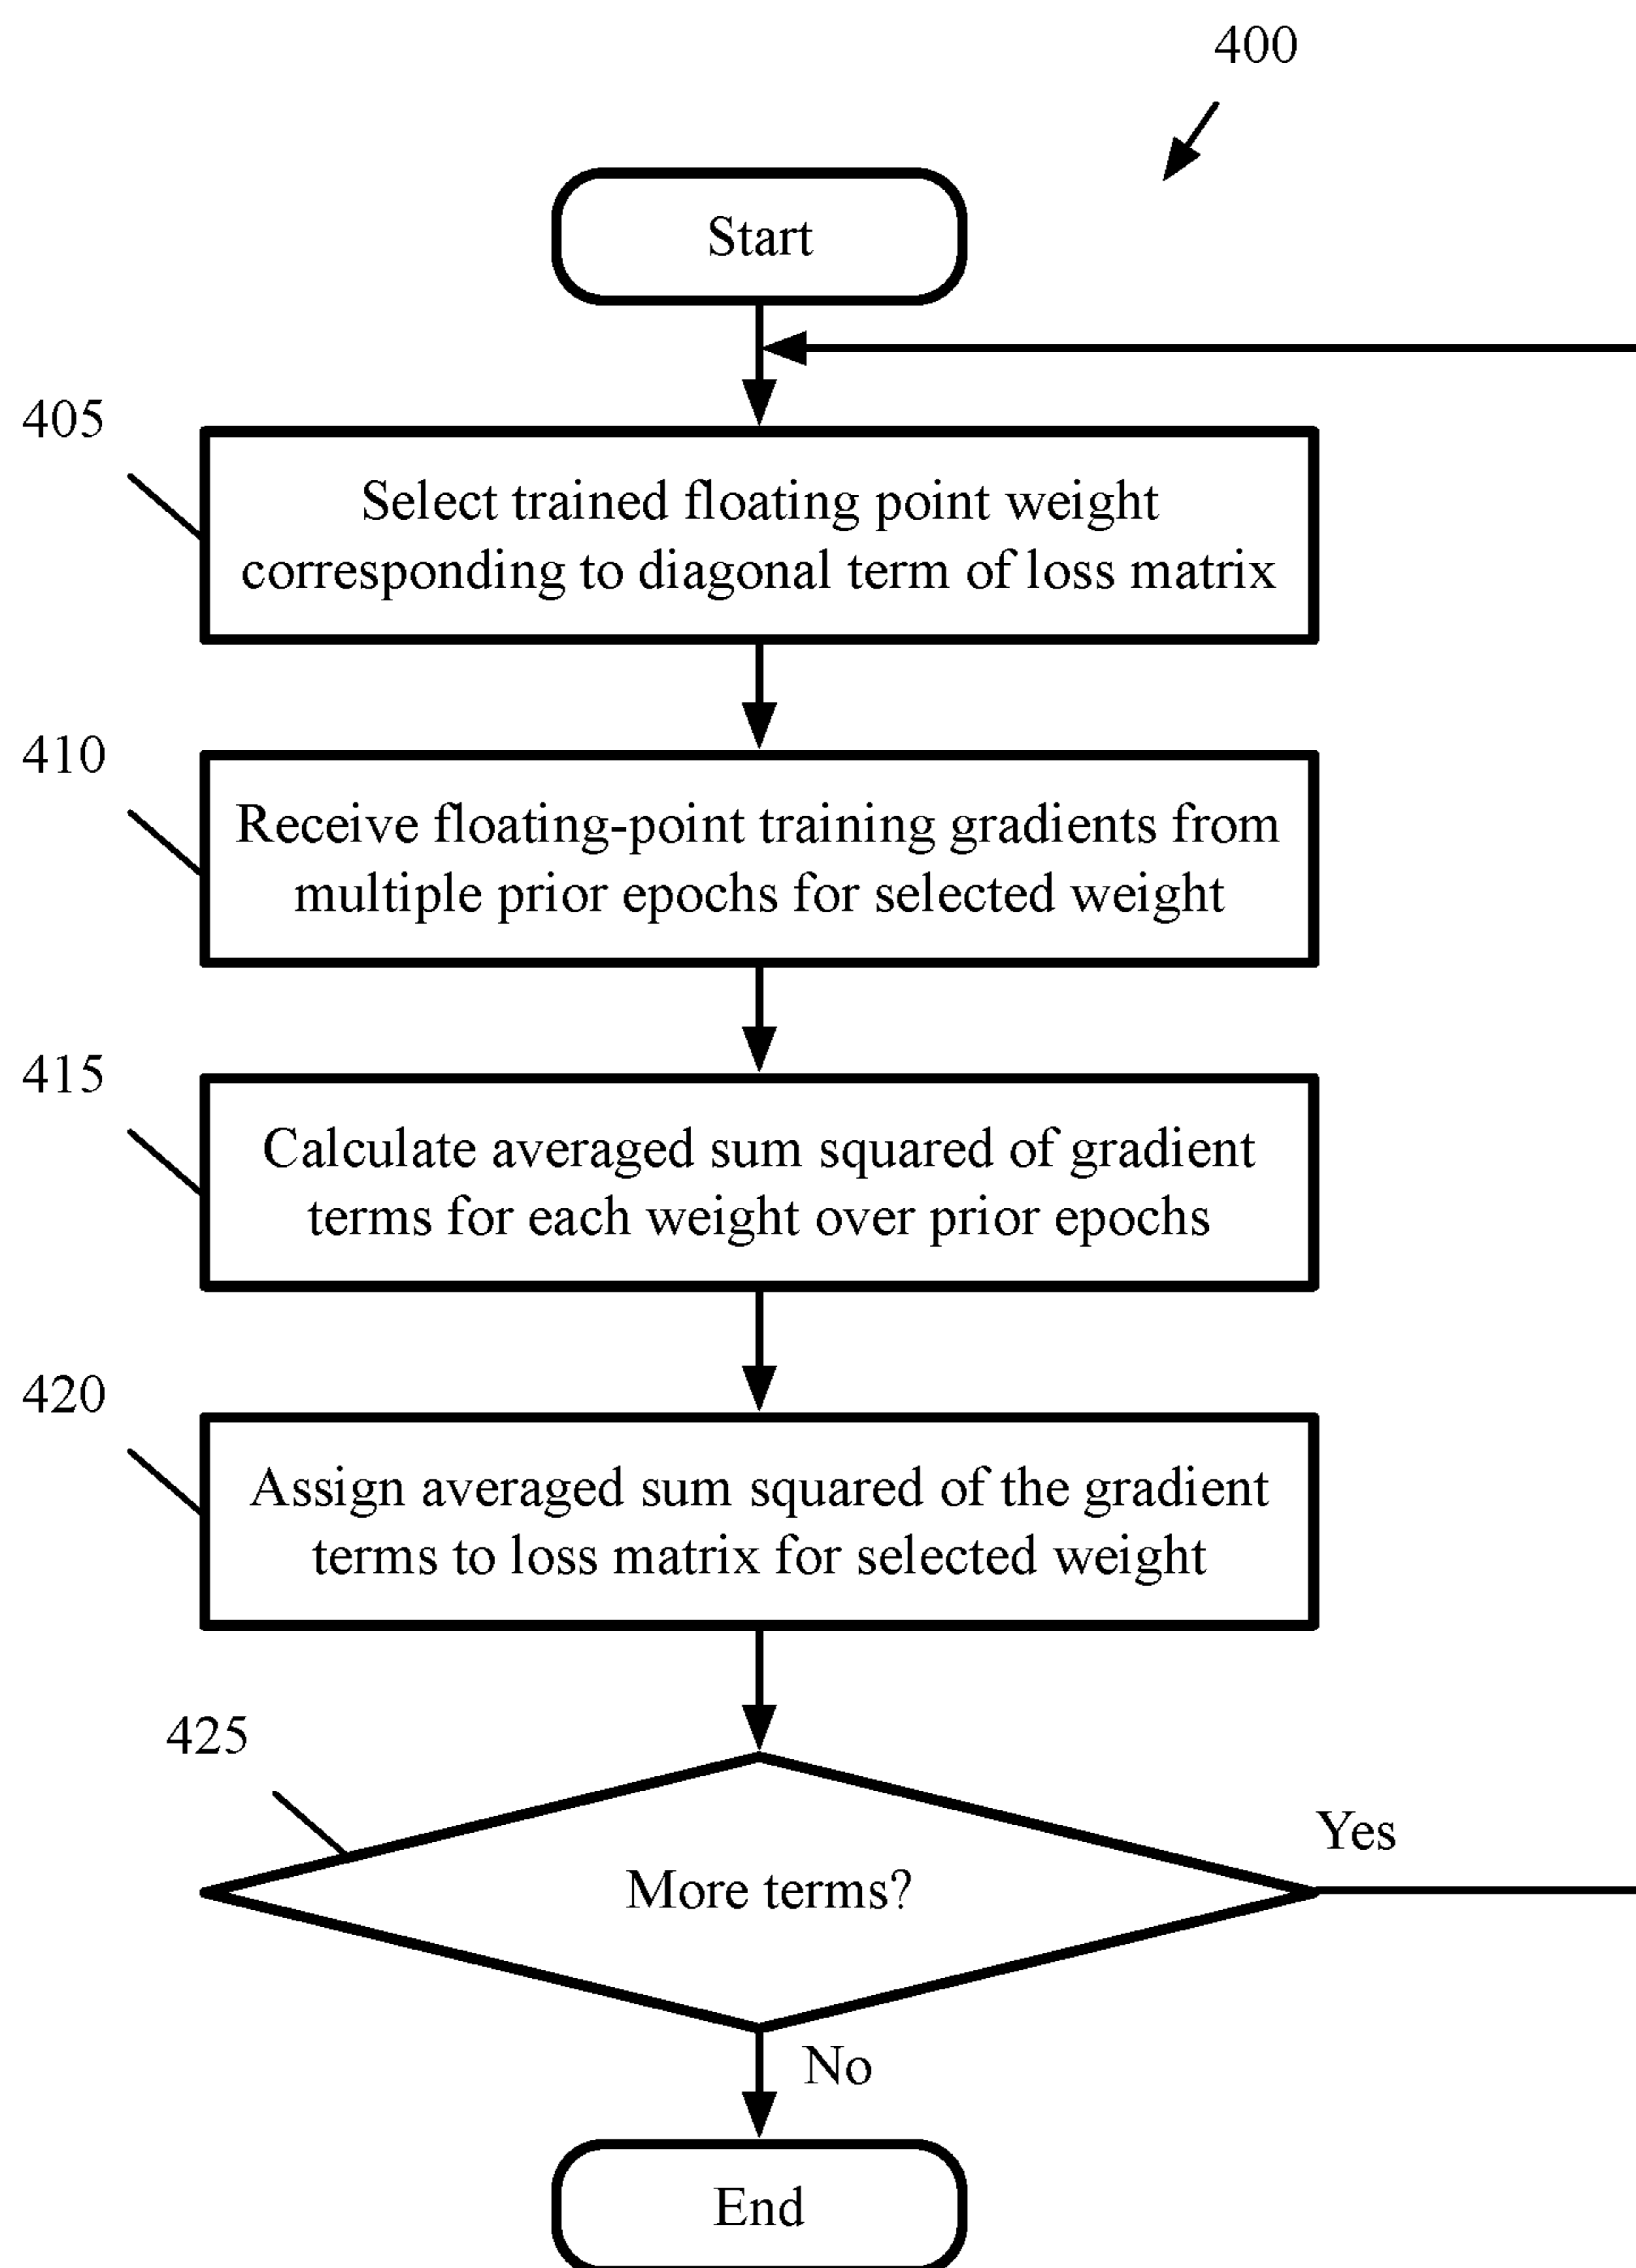 400
Start
405
Select trained floating point weight
corresponding to diagonal term of loss matrix
410
Receive floating-point training gradients from
multiple prior epochs for selected weight
415
Calculate averaged sum squared of gradient
terms for each weight over prior epochs
420
Assign averaged sum squared of the gradient
terms to loss matrix for selected weight
425
More terms?
Yes
No
End